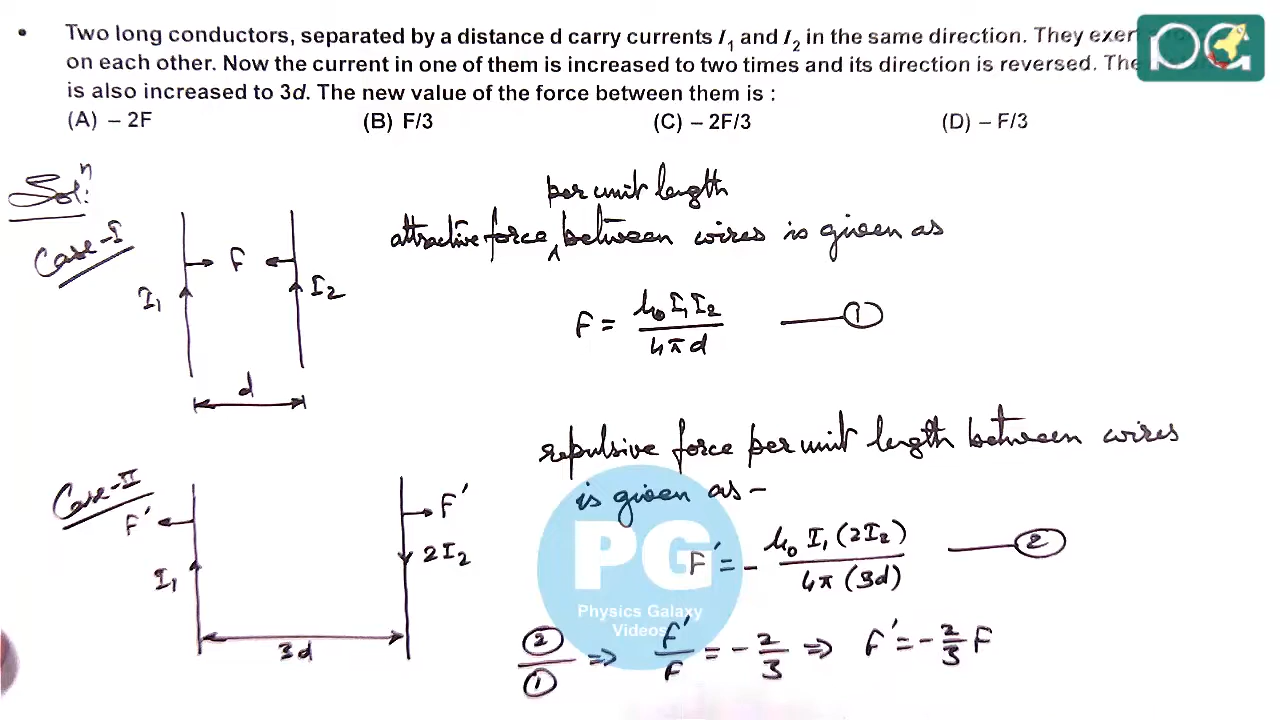 • Two long conductors, separated by a distance d carry currents I₁ and I₂ in the same direction. They exer
on each other. Now the current in one of them is increased to two times and its direction is reversed. The
is also increased to 3d. The new value of the force between them is :
(A) – 2F (B) F/3 (C) – 2F/3 (D) – F/3
PG
Solⁿ:
per unit length
Case-I
attractive force ^ between wires is given as
F
I₁ I₂
F = μ₀ I₁ I₂ / 4πd —— ①
d
repulsive force per unit length between wires
is given as –
Case-II
F' F'
2I₂
I₁
F' = - μ₀ I₁ (2I₂) / 4π (3d) —— ②
PG
Physics Galaxy
Videos
3d
②/① ⇒ F'/F = - 2/3 ⇒ F' = - 2/3 F